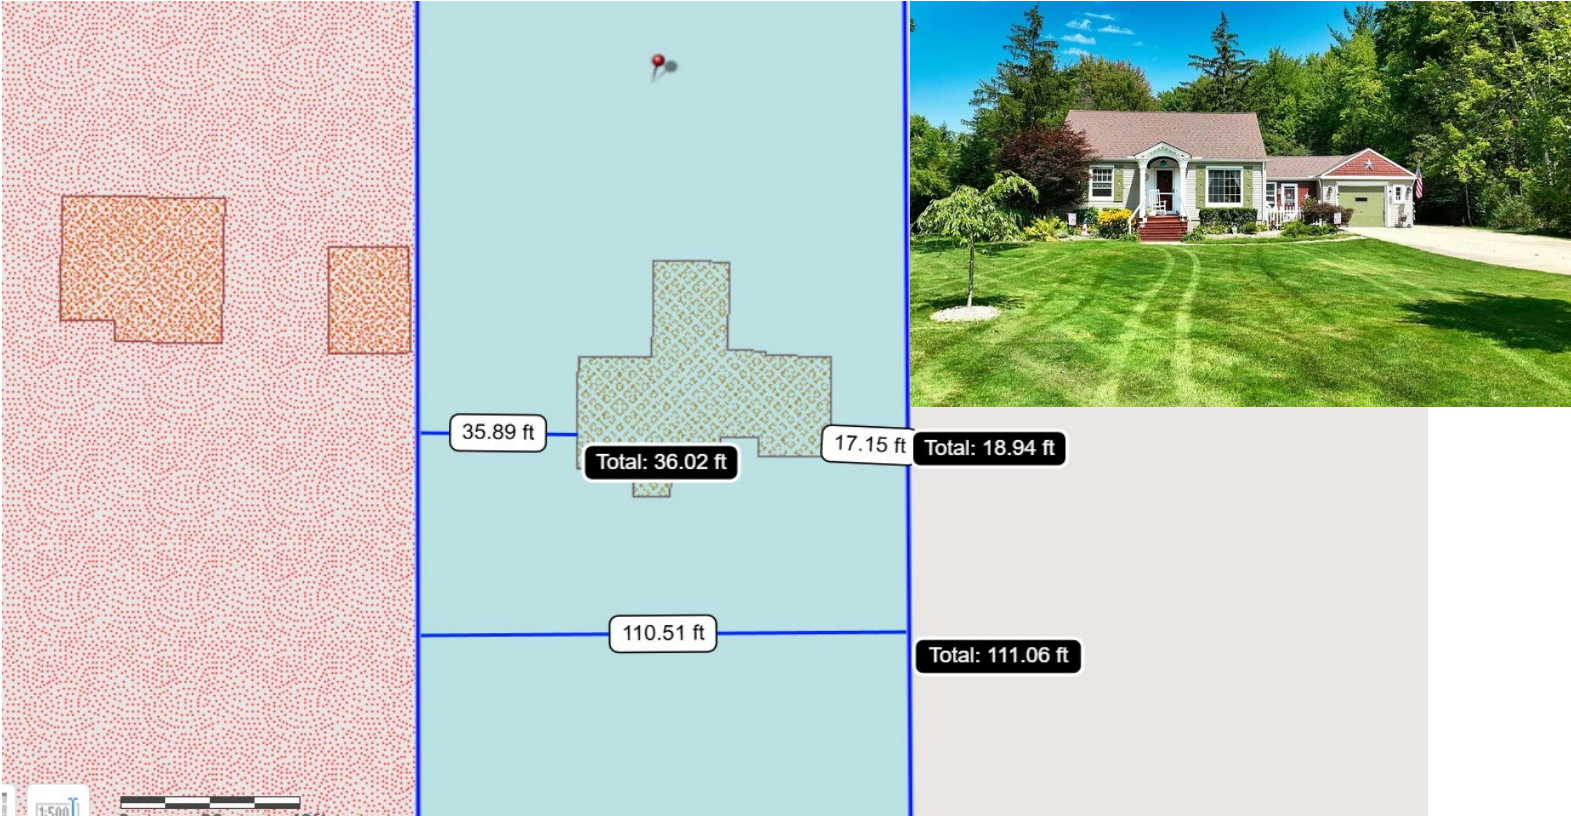 35.89 ft
Total: 36.02 ft
17.15 ft
Total: 18.94 ft
110.51 ft
Total: 111.06 ft
1:500